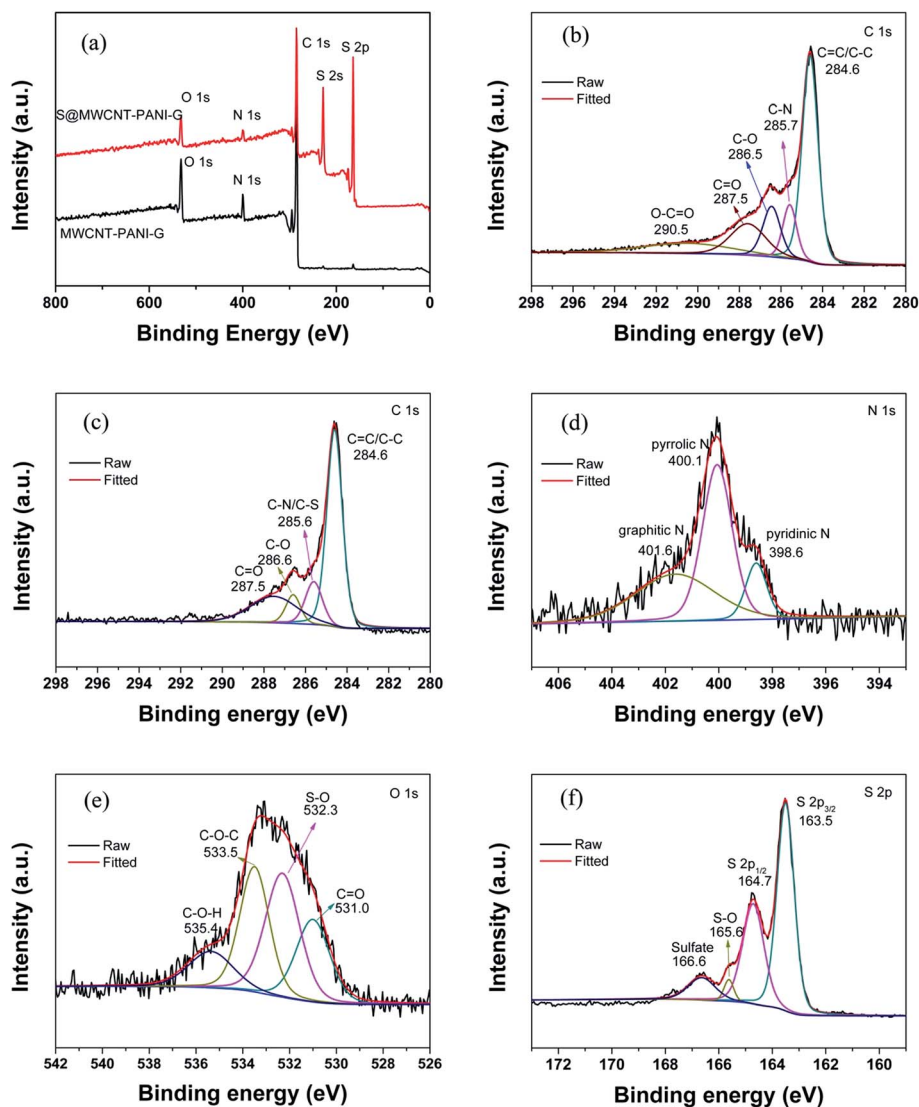 (a)
C 1s
S 2p
S 2s
O 1s
S@MWCNT-PANI-G
N 1s
O 1s
N 1s
MWCNT-PANI-G
Intensity (a.u.)
800 600 400 200 0
Binding Energy (eV)
(b)
C 1s
C=C/C-C
284.6
Raw
Fitted
C-N
285.7
C-O
286.5
C=O
287.5
O-C=O
290.5
Intensity (a.u.)
298 296 294 292 290 288 286 284 282 280
Binding energy (eV)
(c)
C 1s
C=C/C-C
284.6
Raw
Fitted
C-N/C-S
285.6
C-O
286.6
C=O
287.5
Intensity (a.u.)
298 296 294 292 290 288 286 284 282 280
Binding energy (eV)
(d)
N 1s
pyrrolic N
400.1
Raw
Fitted
graphitic N
401.6
pyridinic N
398.6
Intensity (a.u.)
406 404 402 400 398 396 394
Binding energy (eV)
(e)
O 1s
S-O
532.3
Raw
Fitted
C-O-C
533.5
C=O
531.0
C-O-H
535.4
Intensity (a.u.)
542 540 538 536 534 532 530 528 526
Binding energy (eV)
(f)
S 2p
S 2p3/2
163.5
Raw
Fitted
S 2p1/2
164.7
S-O
165.6
Sulfate
166.6
Intensity (a.u.)
172 170 168 166 164 162 160
Binding energy (eV)